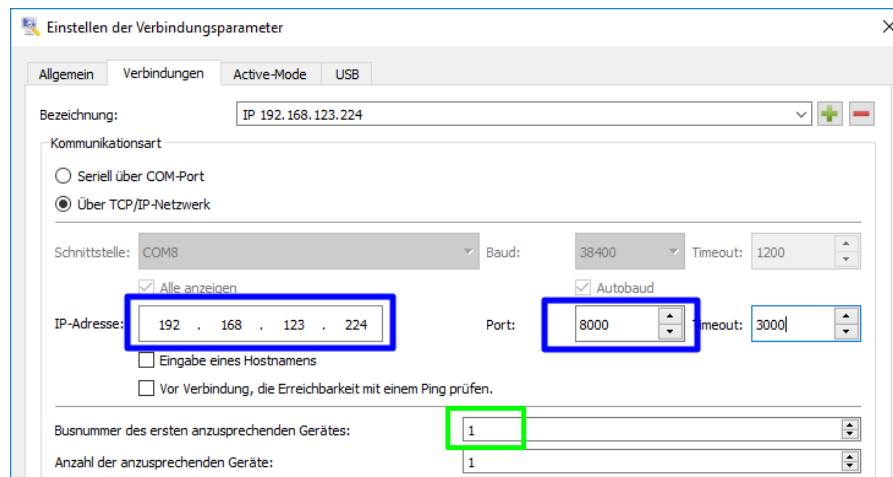 Einstellen der Verbindungsparameter
Allgemein Verbindungen Active-Mode USB
Bezeichnung: IP 192.168.123.224
Kommunikationsart
Seriell über COM-Port
Über TCP/IP-Netzwerk
Schnittstelle: COM8 Baud: 38400 Timeout: 1200
Alle anzeigen Autobaud
IP-Adresse: 192 . 168 . 123 . 224 Port: 8000 Timeout: 3000
Eingabe eines Hostnamens
Vor Verbindung, die Erreichbarkeit mit einem Ping prüfen.
Busnummer des ersten anzusprechenden Gerätes: 1
Anzahl der anzusprechenden Geräte: 1